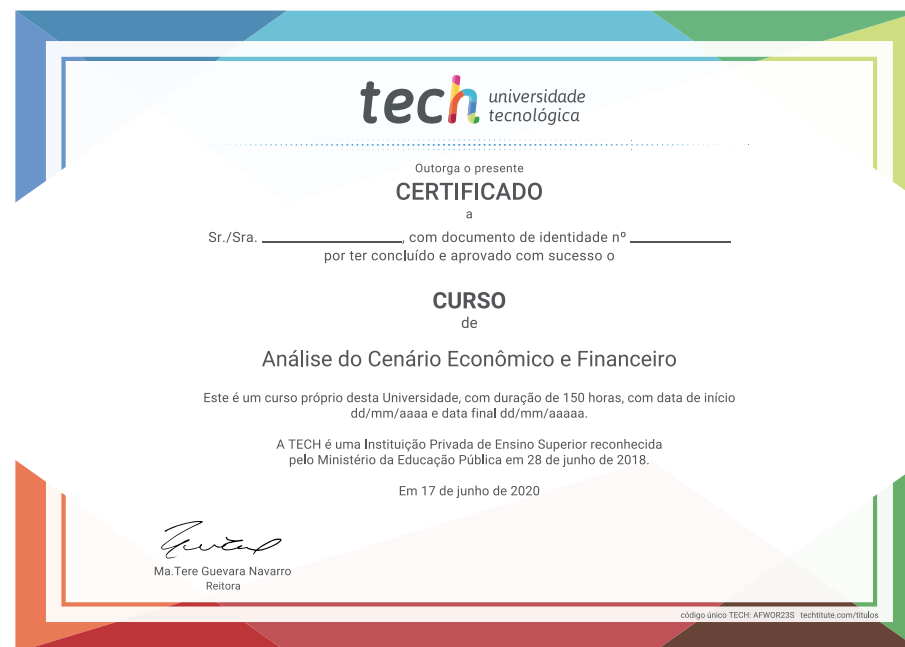 tech universidade
tecnológica
Outorga o presente
CERTIFICADO
a
Sr./Sra. ____________, com documento de identidade nº ____________
por ter concluído e aprovado com sucesso o
CURSO
de
Análise do Cenário Econômico e Financeiro
Este é um curso próprio desta Universidade, com duração de 150 horas, com data de início
dd/mm/aaaa e data final dd/mm/aaaaa.
A TECH é uma Instituição Privada de Ensino Superior reconhecida
pelo Ministério da Educação Pública em 28 de junho de 2018.
Em 17 de junho de 2020
Ma.Tere Guevara Navarro
Reitora
código único TECH: AFWOR23S techtitute.com/titulos